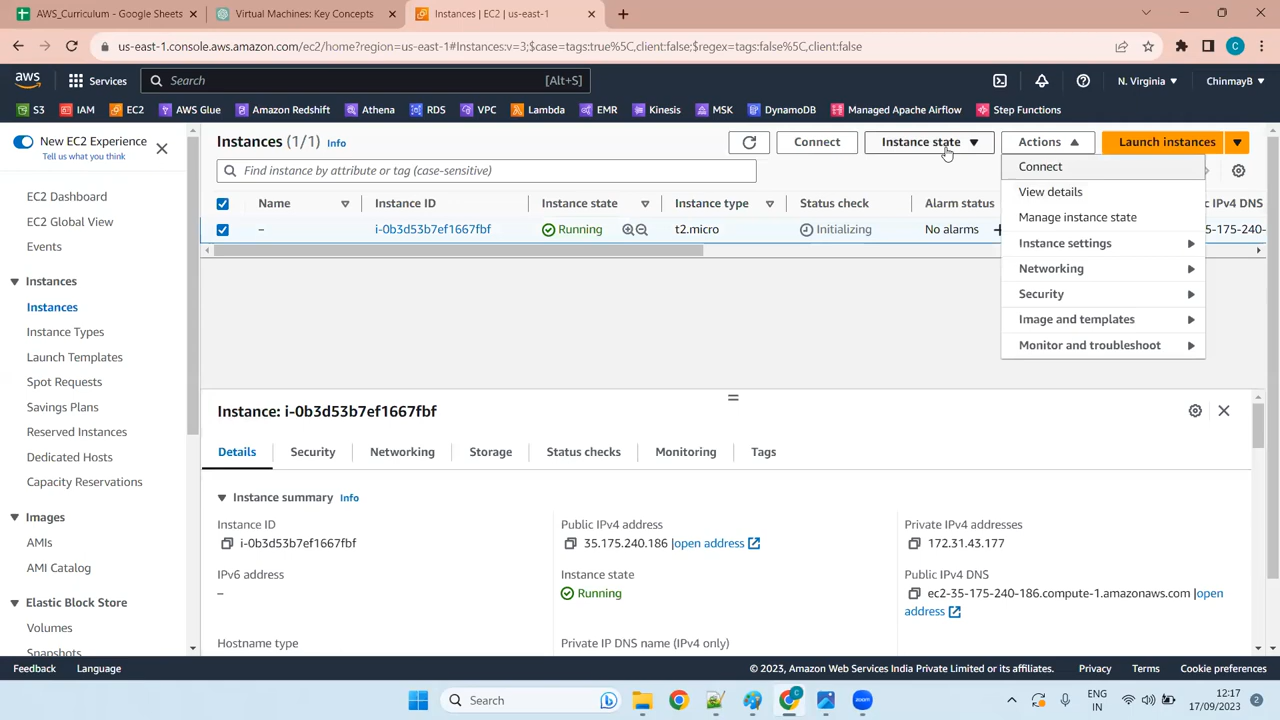 AWS_Curriculum - Google Sheets
Virtual Machines: Key Concepts
Instances | EC2 | us-east-1
us-east-1.console.aws.amazon.com/ec2/home?region=us-east-1#Instances:v=3;$case=tags:true%5C,client:false;$regex=tags:false%5C,client:false
C
aws
Services
Search
[Alt+S]
N. Virginia
ChinmayB
S3
IAM
EC2
AWS Glue
Amazon Redshift
Athena
RDS
VPC
Lambda
EMR
Kinesis
MSK
DynamoDB
Managed Apache Airflow
Step Functions
New EC2 Experience
Tell us what you think
EC2 Dashboard
EC2 Global View
Events
Instances
Instances
Instance Types
Launch Templates
Spot Requests
Savings Plans
Reserved Instances
Dedicated Hosts
Capacity Reservations
Images
AMIs
AMI Catalog
Elastic Block Store
Volumes
Snapshots
Instances (1/1) Info
Connect
Instance state
Actions
Launch instances
Find instance by attribute or tag (case-sensitive)
Name
Instance ID
Instance state
Instance type
Status check
Alarm status
Public IPv4 DNS
–
i-0b3d53b7ef1667fbf
Running
t2.micro
Initializing
No alarms
5-175-240-
Connect
View details
Manage instance state
Instance settings
Networking
Security
Image and templates
Monitor and troubleshoot
Instance: i-0b3d53b7ef1667fbf
Details
Security
Networking
Storage
Status checks
Monitoring
Tags
Instance summary Info
Instance ID
i-0b3d53b7ef1667fbf
Public IPv4 address
35.175.240.186 |open address
Private IPv4 addresses
172.31.43.177
IPv6 address
–
Instance state
Running
Public IPv4 DNS
ec2-35-175-240-186.compute-1.amazonaws.com |open
address
Hostname type
Private IP DNS name (IPv4 only)
Feedback
Language
© 2023, Amazon Web Services India Private Limited or its affiliates.
Privacy
Terms
Cookie preferences
Search
ENG
IN
12:17
17/09/2023
2